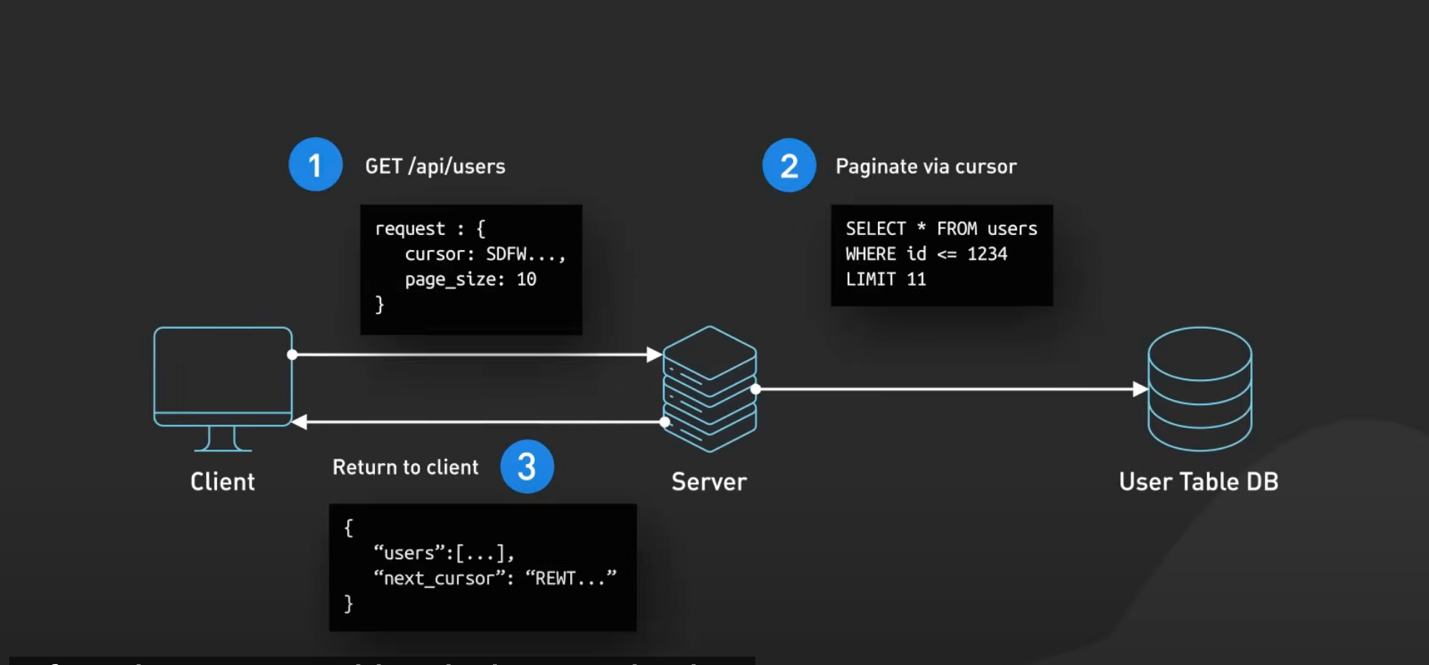 1
GET /api/users
request : {
cursor: SDFW...,
page_size: 10
}
2
Paginate via cursor
SELECT * FROM users
WHERE id <= 1234
LIMIT 11
Client
Return to client
3
Server
User Table DB
{
“users”:[...],
“next_cursor”: “REWT...”
}